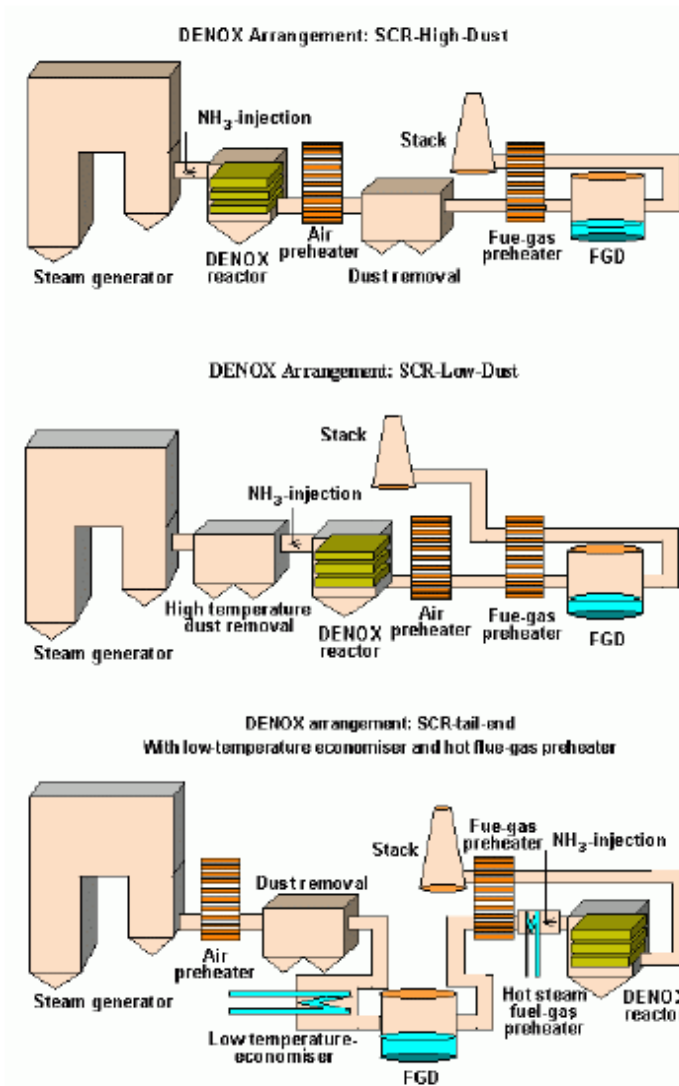 DENOX Arrangement: SCR-High-Dust
NH3-injection
Stack
Steam generator
DENOX
reactor
Air
preheater
Dust removal
Fue-gas
preheater
FGD
DENOX Arrangement: SCR-Low-Dust
Stack
NH3-injection
Steam generator
High temperature
dust removal
DENOX
reactor
Air
preheater
Fue-gas
preheater
FGD
DENOX arrangement: SCR-tail-end
With low-temperature economiser and hot flue-gas preheater
Stack
Fue-gas
preheater
NH3-injection
Dust removal
Steam generator
Air
preheater
Low temperature-
economiser
FGD
Hot steam
fuel-gas
preheater
DENOX
reactor